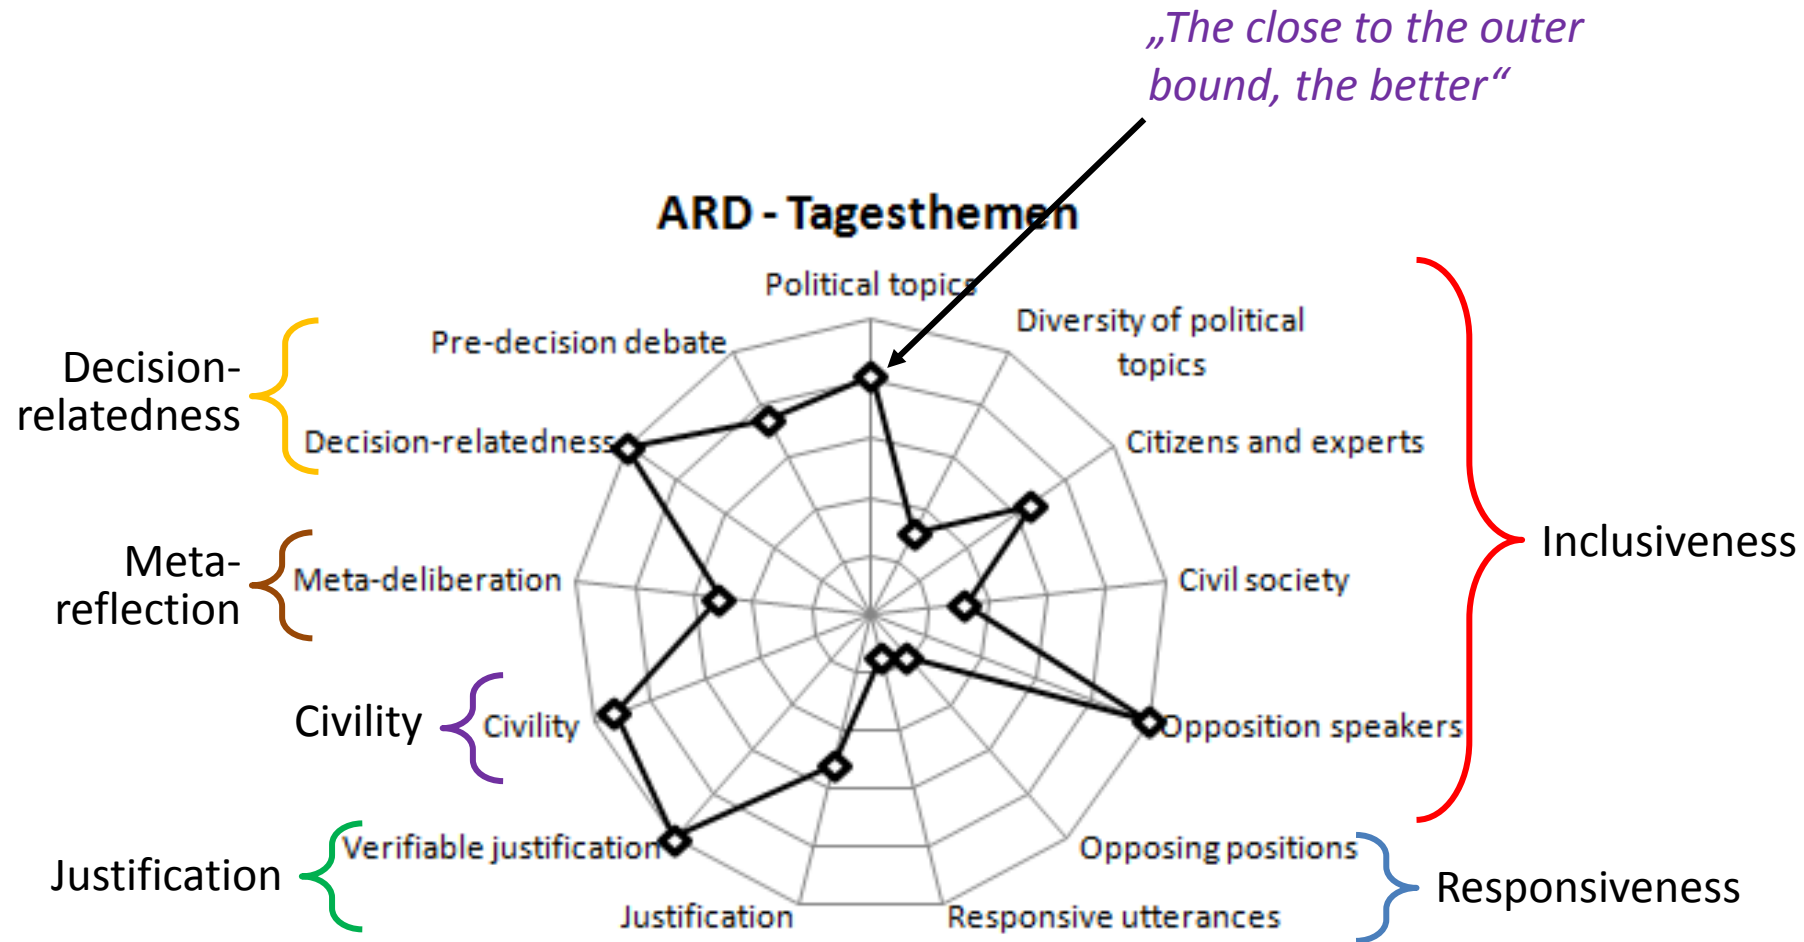 „The close to the outer
bound, the better“
ARD - Tagesthemen
Political topics
Diversity of political
topics
Pre-decision debate
Decision-
relatedness
Decision-relatedness
Citizens and experts
Inclusiveness
Meta-
reflection
Meta-deliberation
Civil society
Civility
Civility
Opposition speakers
Justification
Verifiable justification
Opposing positions
Responsiveness
Justification
Responsive utterances